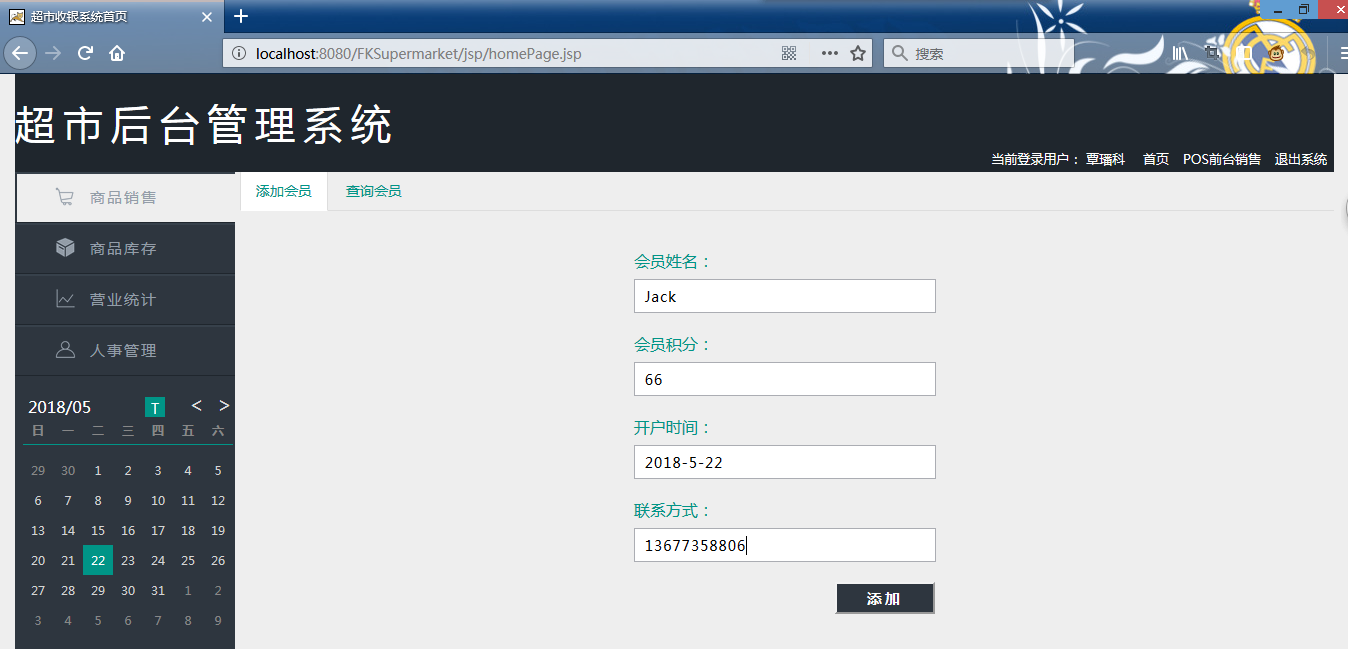 超市收银系统首页
localhost:8080/FKSupermarket/jsp/homePage.jsp
搜索
超市后台管理系统
当前登录用户： 覃璠科 首页 POS前台销售 退出系统
商品销售
商品库存
营业统计
人事管理
2018/05 T < >
日 一 二 三 四 五 六
29 30 1 2 3 4 5
6 7 8 9 10 11 12
13 14 15 16 17 18 19
20 21 22 23 24 25 26
27 28 29 30 31 1 2
3 4 5 6 7 8 9
添加会员 查询会员
会员姓名：
Jack
会员积分：
66
开户时间：
2018-5-22
联系方式：
13677358806
添加